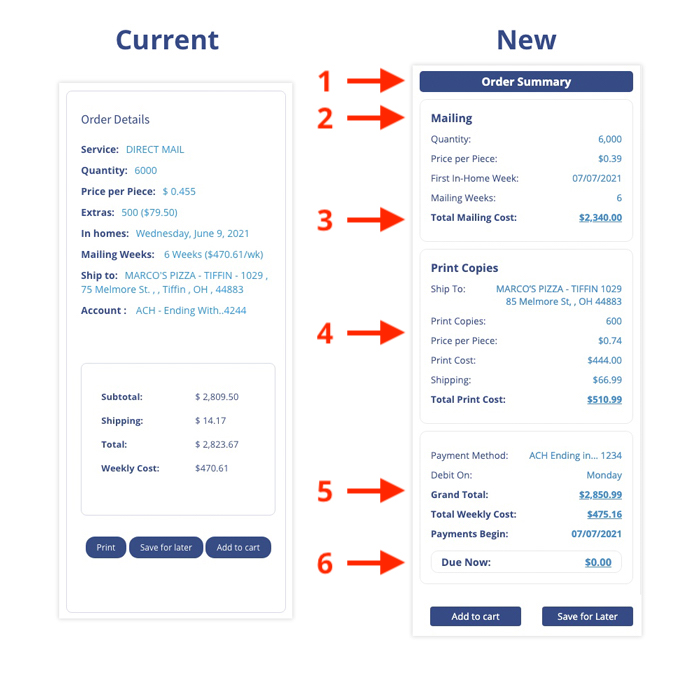 Current
New
Order Details
Service: DIRECT MAIL
Quantity: 6000
Price per Piece: $ 0.455
Extras: 500 ($79.50)
In homes: Wednesday, June 9, 2021
Mailing Weeks: 6 Weeks ($470.61/wk)
Ship to: MARCO'S PIZZA - TIFFIN - 1029 ,
75 Melmore St. , , Tiffin , OH , 44883
Account : ACH - Ending With..4244
Subtotal: $ 2,809.50
Shipping: $ 14.17
Total: $ 2,823.67
Weekly Cost: $470.61
Print Save for later Add to cart
1
2
3
4
5
6
Order Summary
Mailing
Quantity: 6,000
Price per Piece: $0.39
First In-Home Week: 07/07/2021
Mailing Weeks: 6
Total Mailing Cost: $2,340.00
Print Copies
Ship To: MARCO'S PIZZA - TIFFIN 1029
85 Melmore St, , OH 44883
Print Copies: 600
Price per Piece: $0.74
Print Cost: $444.00
Shipping: $66.99
Total Print Cost: $510.99
Payment Method: ACH Ending in... 1234
Debit On: Monday
Grand Total: $2,850.99
Total Weekly Cost: $475.16
Payments Begin: 07/07/2021
Due Now: $0.00
Add to cart Save for Later